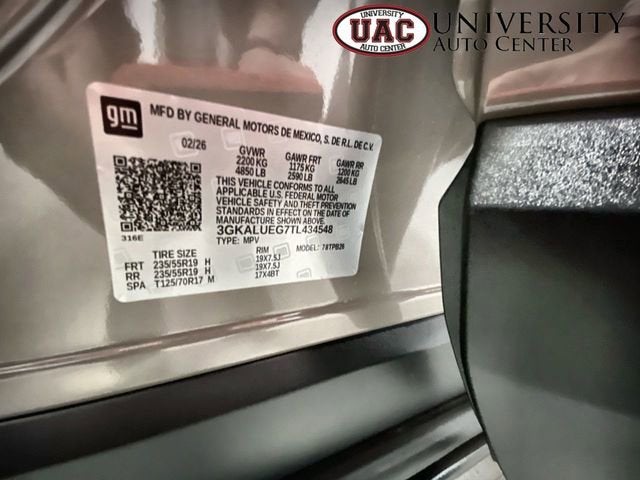 UNIVERSITY
UAC
AUTO CENTER
UNIVERSITY
AUTO CENTER
gm
MFD BY GENERAL MOTORS DE MEXICO, S. DE R.L. DE C.V.
02/26
GVWR GAWR FRT GAWR RR
2200 KG 1175 KG 1200 KG
4850 LB 2590 LB 2645 LB
THIS VEHICLE CONFORMS TO ALL
APPLICABLE U.S. FEDERAL MOTOR
VEHICLE SAFETY AND THEFT PREVENTION
STANDARDS IN EFFECT ON THE DATE OF
MANUFACTURE SHOWN ABOVE.
3GKALUEG7TL434548
316E
TYPE: MPV MODEL: 78TPB26
TIRE SIZE RIM
FRT 235/55R19 H 19X7.5J
RR 235/55R19 H 19X7.5J
SPA T125/70R17 M 17X4BT